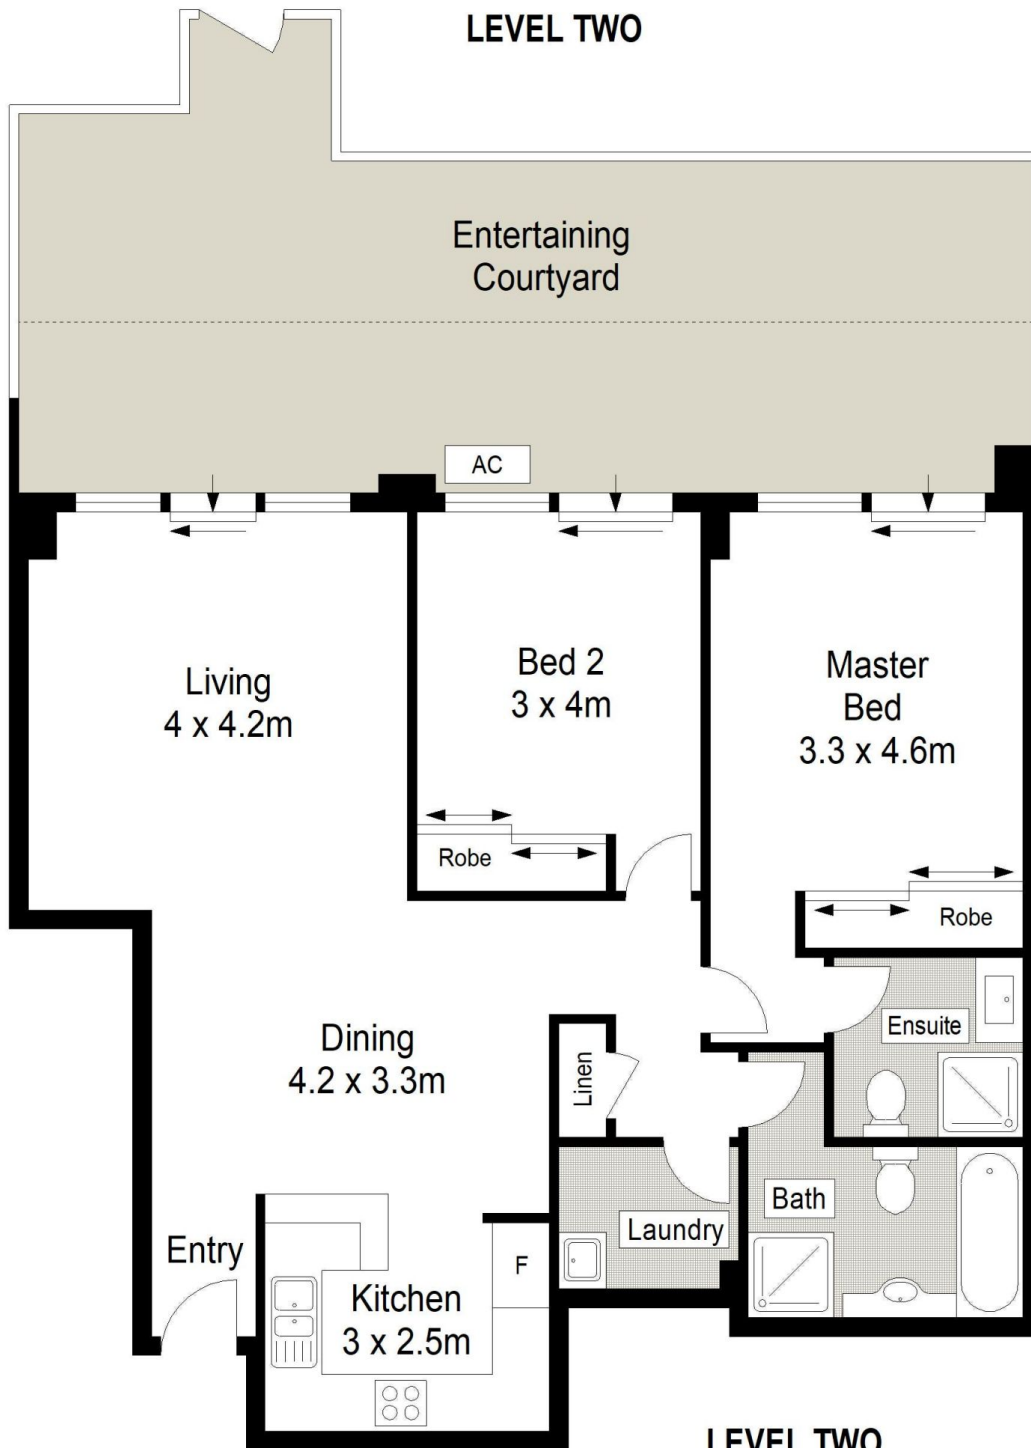 LEVEL TWO
Entertaining
Courtyard
AC
Living
4 x 4.2m
Bed 2
3 x 4m
Master
Bed
3.3 x 4.6m
Robe
Robe
Dining
4.2 x 3.3m
Linen
Ensuite
Bath
Laundry
Entry
F
Kitchen
3 x 2.5m
LEVEL TWO